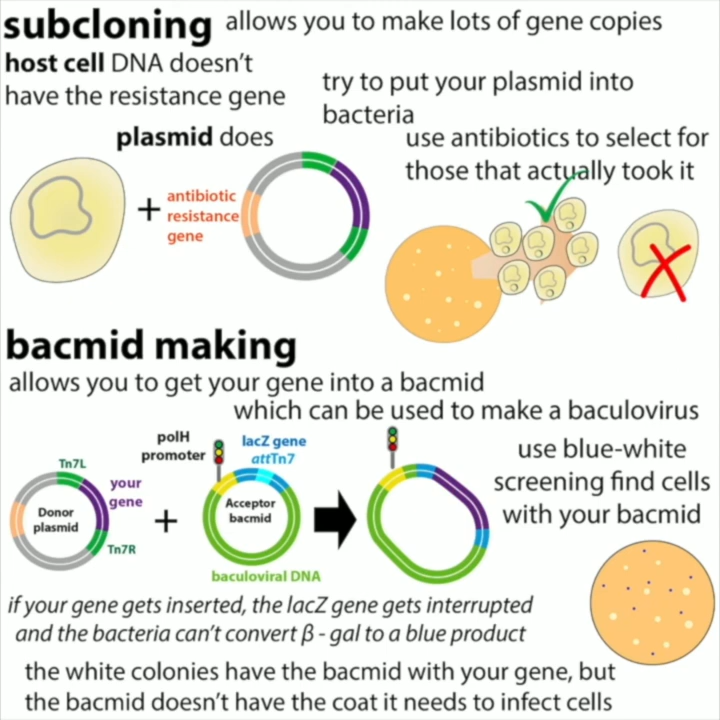 subcloning allows you to make lots of gene copies
host cell DNA doesn't
have the resistance gene
try to put your plasmid into
bacteria
plasmid does
use antibiotics to select for
those that actually took it
+
antibiotic
resistance
gene
bacmid making
allows you to get your gene into a bacmid
which can be used to make a baculovirus
polH
promoter
lacZ gene
attTn7
use blue-white
screening find cells
with your bacmid
Tn7L
your
gene
Donor
plasmid
+
Acceptor
bacmid
Tn7R
baculoviral DNA
if your gene gets inserted, the lacZ gene gets interrupted
and the bacteria can't convert β - gal to a blue product
the white colonies have the bacmid with your gene, but
the bacmid doesn't have the coat it needs to infect cells